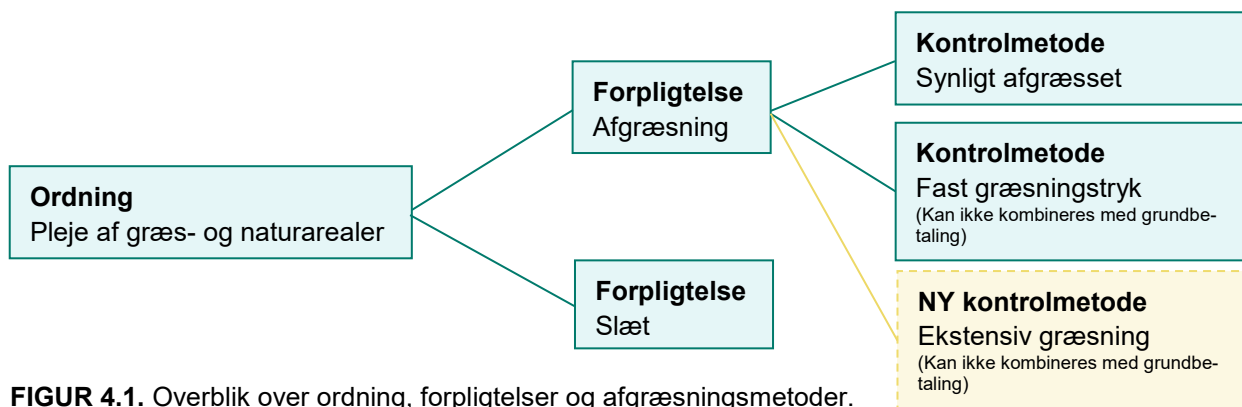 Ordning
Pleje af græs- og naturarealer
Forpligtelse
Afgræsning
Forpligtelse
Slæt
Kontrolmetode
Synligt afgræsset
Kontrolmetode
Fast græsningstryk
(Kan ikke kombineres med grundbe-
taling)
NY kontrolmetode
Ekstensiv græsning
(Kan ikke kombineres med grundbe-
taling)
FIGUR 4.1. Overblik over ordning, forpligtelser og afgræsningsmetoder.